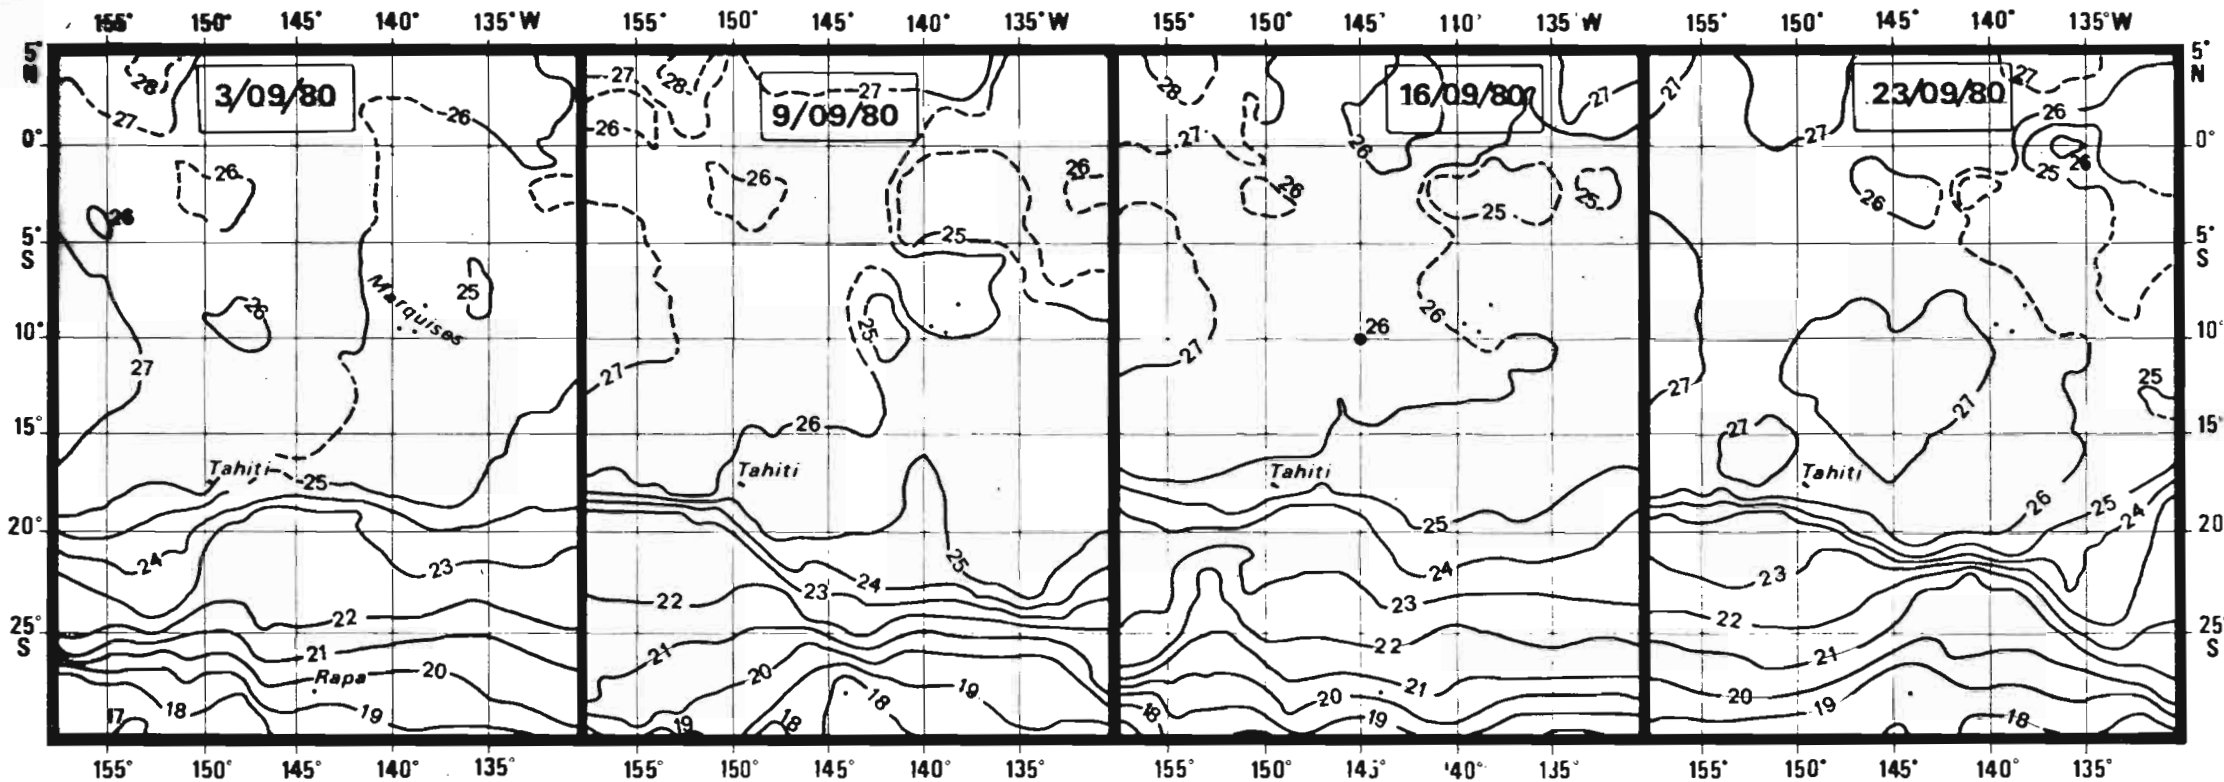 155° 150° 145° 140° 135°W 155° 150° 140° 135°W 155° 150° 145° 110° 135°W 155° 150° 145° 140° 135°W
5° N 5° N
3/09/80 9/09/80 16/09/80 23/09/80
28 27 26 27 28 27 26 28 27 26 27 27 27 27 26
0° 0°
26 26 26 26 25 26 25 26 25 26
26 25
5° S 5° S
Marquises
26 25 25 26 26 27
10° 10°
27 27 27 27 25
26 27 27
15° 15°
Tahiti Tahiti Tahiti Tahiti
25 26 25
20° 25 24 20
24 23 25 24 24 23
22 22 23 23 22
25° S 25° S
21 21 22 21
Rapa 20 20 21 20
18 19 19 18 20 19 19
17 19 18 18 18
155° 150° 145° 140° 135° 155° 150° 145° 140° 135° 155° 150° 145° '40° 135° 155° 150° 145° 140° 135°